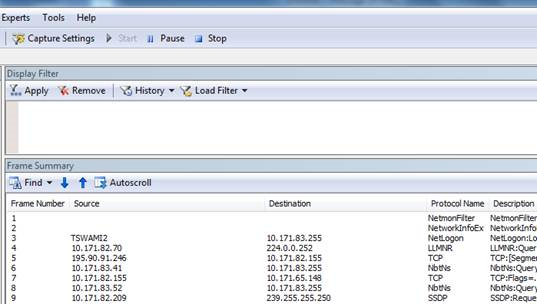 Experts Tools Help
Capture Settings Start Pause Stop
Display Filter
Apply Remove History Load Filter
Frame Summary
Find Autoscroll
Frame Number Source Destination Protocol Name Description
1 NetmonFilter NetmonFilter
2 NetworkInfoEx NetworkInfo
3 TSWAMI2 10.171.83.255 NetLogon NetLogon:Lo
4 10.171.82.70 224.0.0.252 LLMNR LLMNR:Quer
5 195.90.91.246 10.171.82.155 TCP TCP:[Segmen
6 10.171.83.41 10.171.83.255 NbtNs NbtNs:Query
7 10.171.82.155 10.171.65.148 TCP TCP:Flags=.
8 10.171.83.52 10.171.83.255 NbtNs NbtNs:Query
9 10.171.82.209 239.255.255.250 SSDP SSDP:Reque